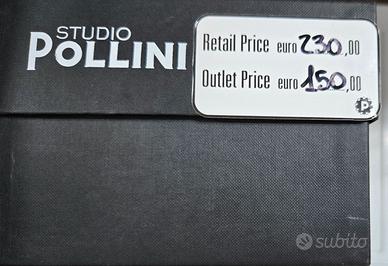 STUDIO
POLLINI
Retail Price euro 230,00
Outlet Price euro 150,00
subito